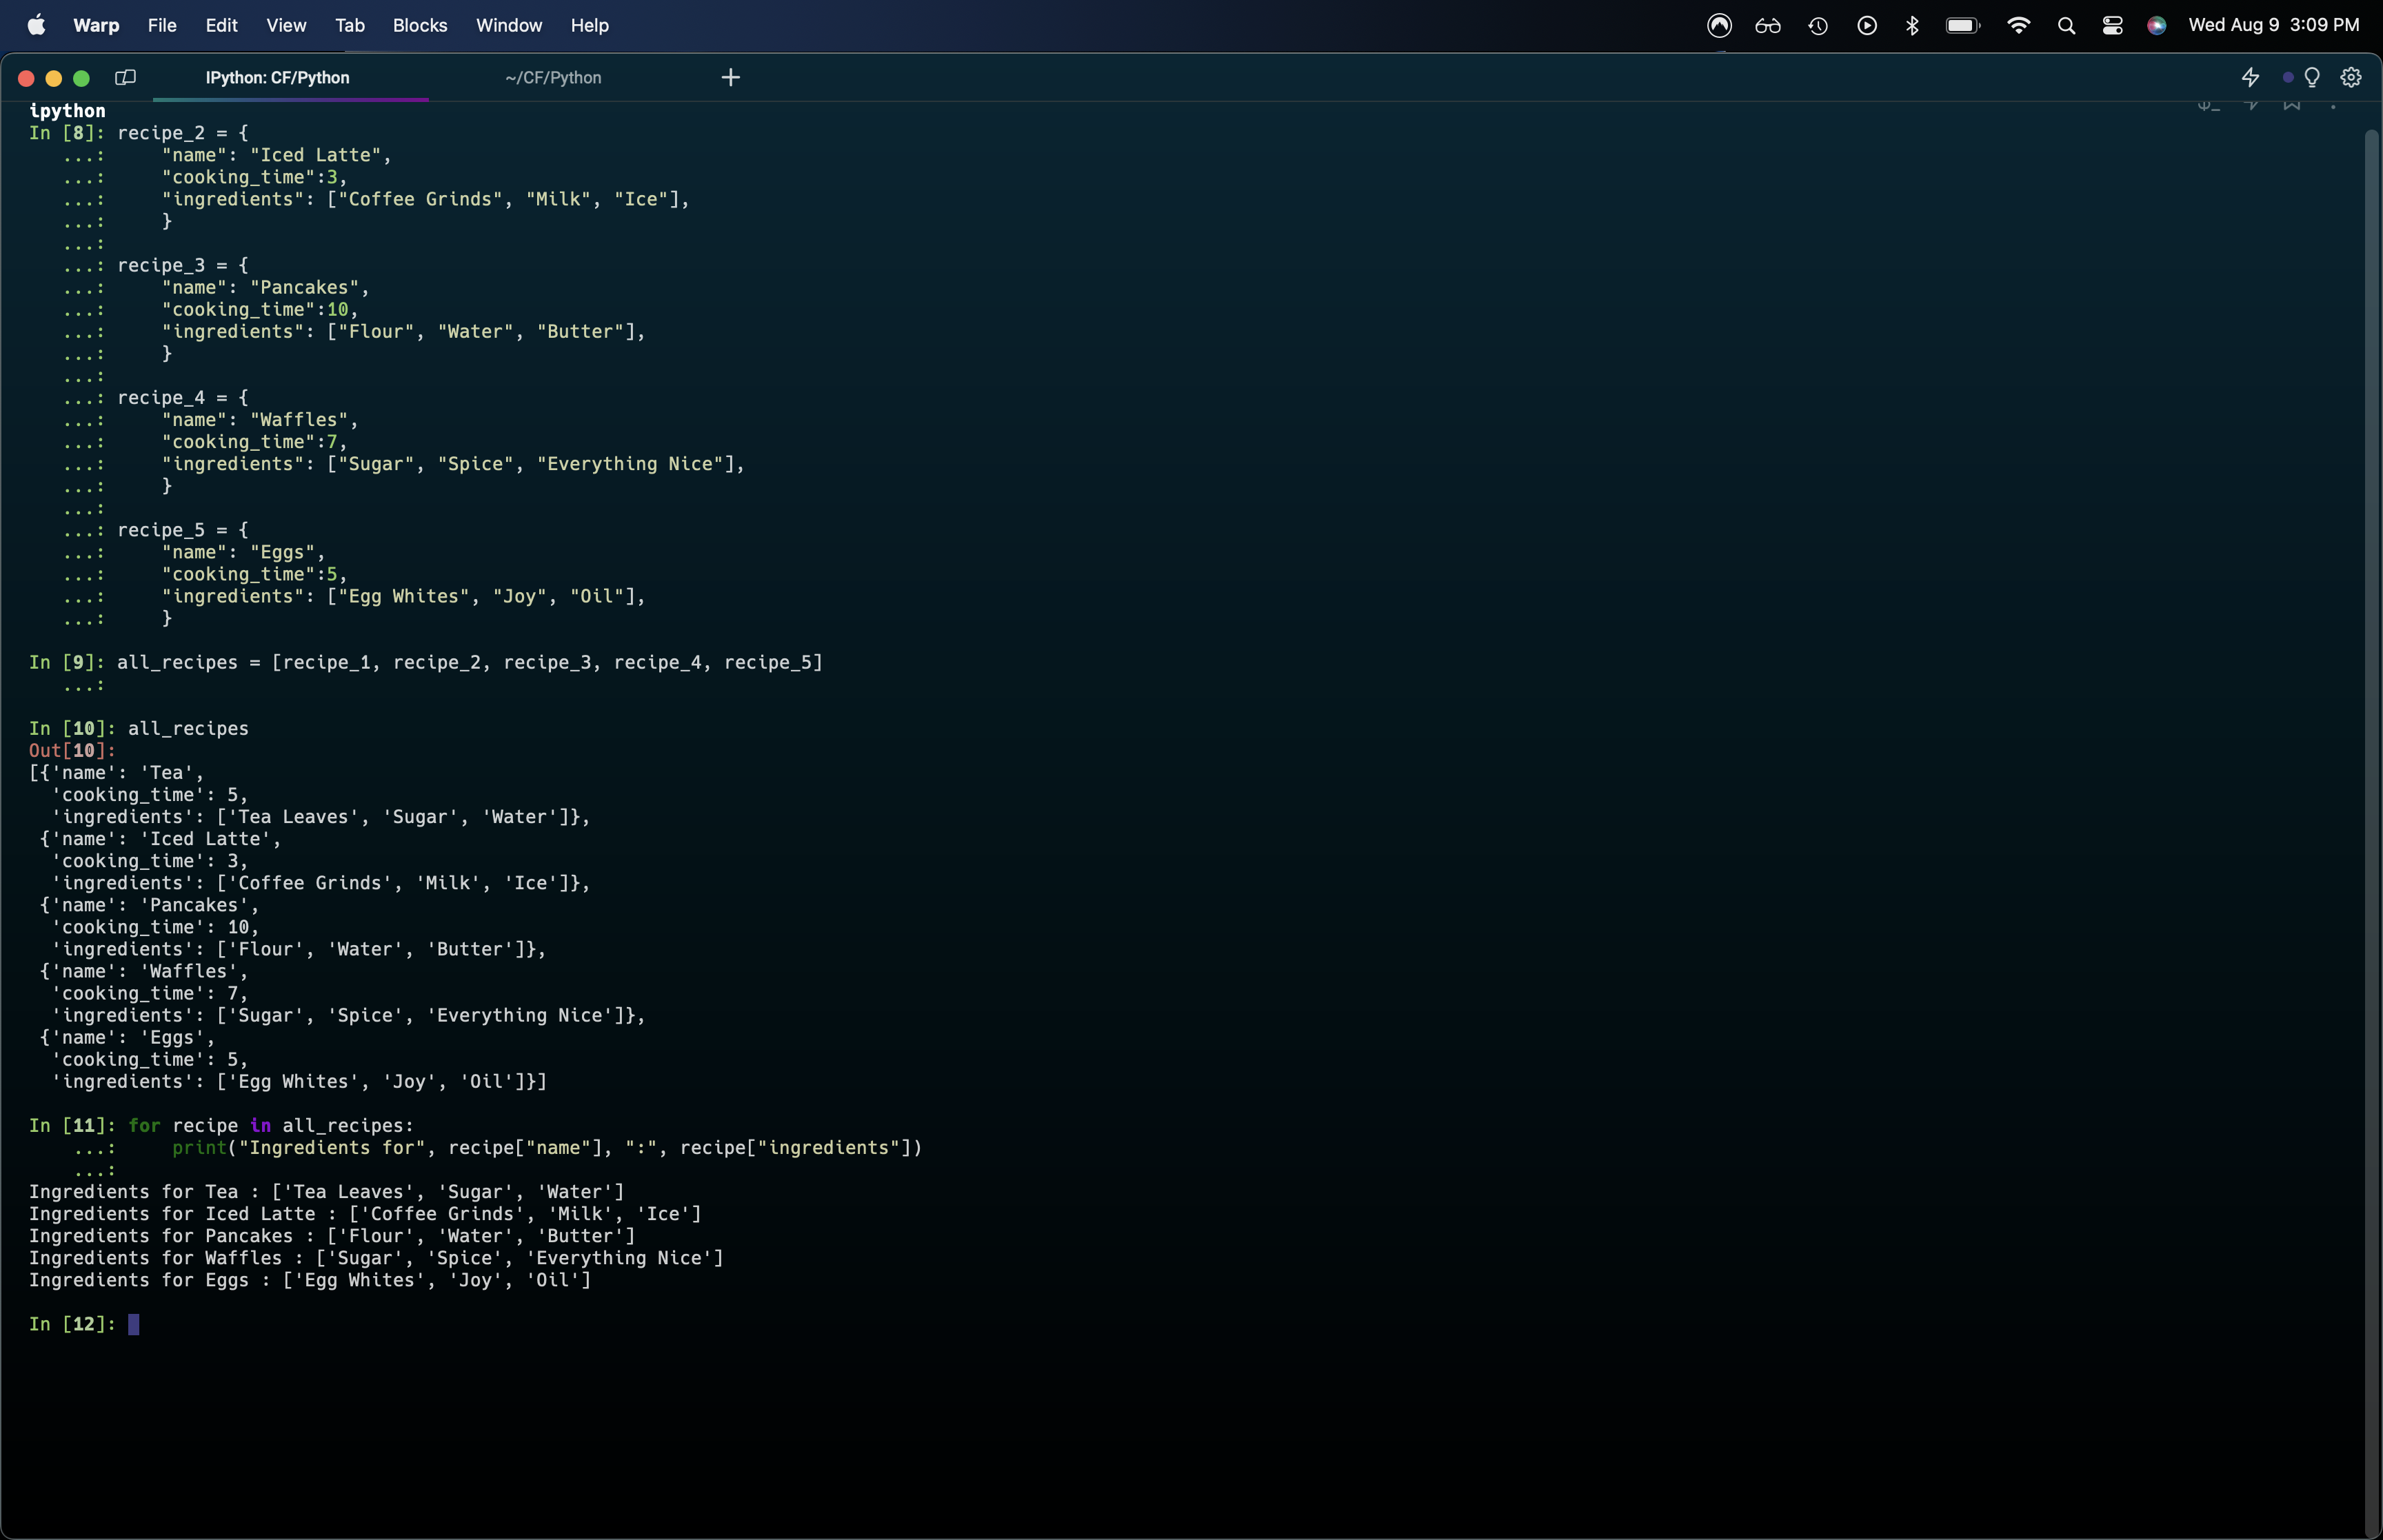 Warp File Edit View Tab Blocks Window Help Wed Aug 9 3:09 PM
IPython: CF/Python ~/CF/Python +
ipython
In [8]: recipe_2 = {
...: "name": "Iced Latte",
...: "cooking_time":3,
...: "ingredients": ["Coffee Grinds", "Milk", "Ice"],
...: }
...:
...: recipe_3 = {
...: "name": "Pancakes",
...: "cooking_time":10,
...: "ingredients": ["Flour", "Water", "Butter"],
...: }
...:
...: recipe_4 = {
...: "name": "Waffles",
...: "cooking_time":7,
...: "ingredients": ["Sugar", "Spice", "Everything Nice"],
...: }
...:
...: recipe_5 = {
...: "name": "Eggs",
...: "cooking_time":5,
...: "ingredients": ["Egg Whites", "Joy", "Oil"],
...: }
In [9]: all_recipes = [recipe_1, recipe_2, recipe_3, recipe_4, recipe_5]
...:
In [10]: all_recipes
Out[10]:
[{'name': 'Tea',
'cooking_time': 5,
'ingredients': ['Tea Leaves', 'Sugar', 'Water']},
{'name': 'Iced Latte',
'cooking_time': 3,
'ingredients': ['Coffee Grinds', 'Milk', 'Ice']},
{'name': 'Pancakes',
'cooking_time': 10,
'ingredients': ['Flour', 'Water', 'Butter']},
{'name': 'Waffles',
'cooking_time': 7,
'ingredients': ['Sugar', 'Spice', 'Everything Nice']},
{'name': 'Eggs',
'cooking_time': 5,
'ingredients': ['Egg Whites', 'Joy', 'Oil']}]
In [11]: for recipe in all_recipes:
...: print("Ingredients for", recipe["name"], ":", recipe["ingredients"])
...:
Ingredients for Tea : ['Tea Leaves', 'Sugar', 'Water']
Ingredients for Iced Latte : ['Coffee Grinds', 'Milk', 'Ice']
Ingredients for Pancakes : ['Flour', 'Water', 'Butter']
Ingredients for Waffles : ['Sugar', 'Spice', 'Everything Nice']
Ingredients for Eggs : ['Egg Whites', 'Joy', 'Oil']
In [12]: